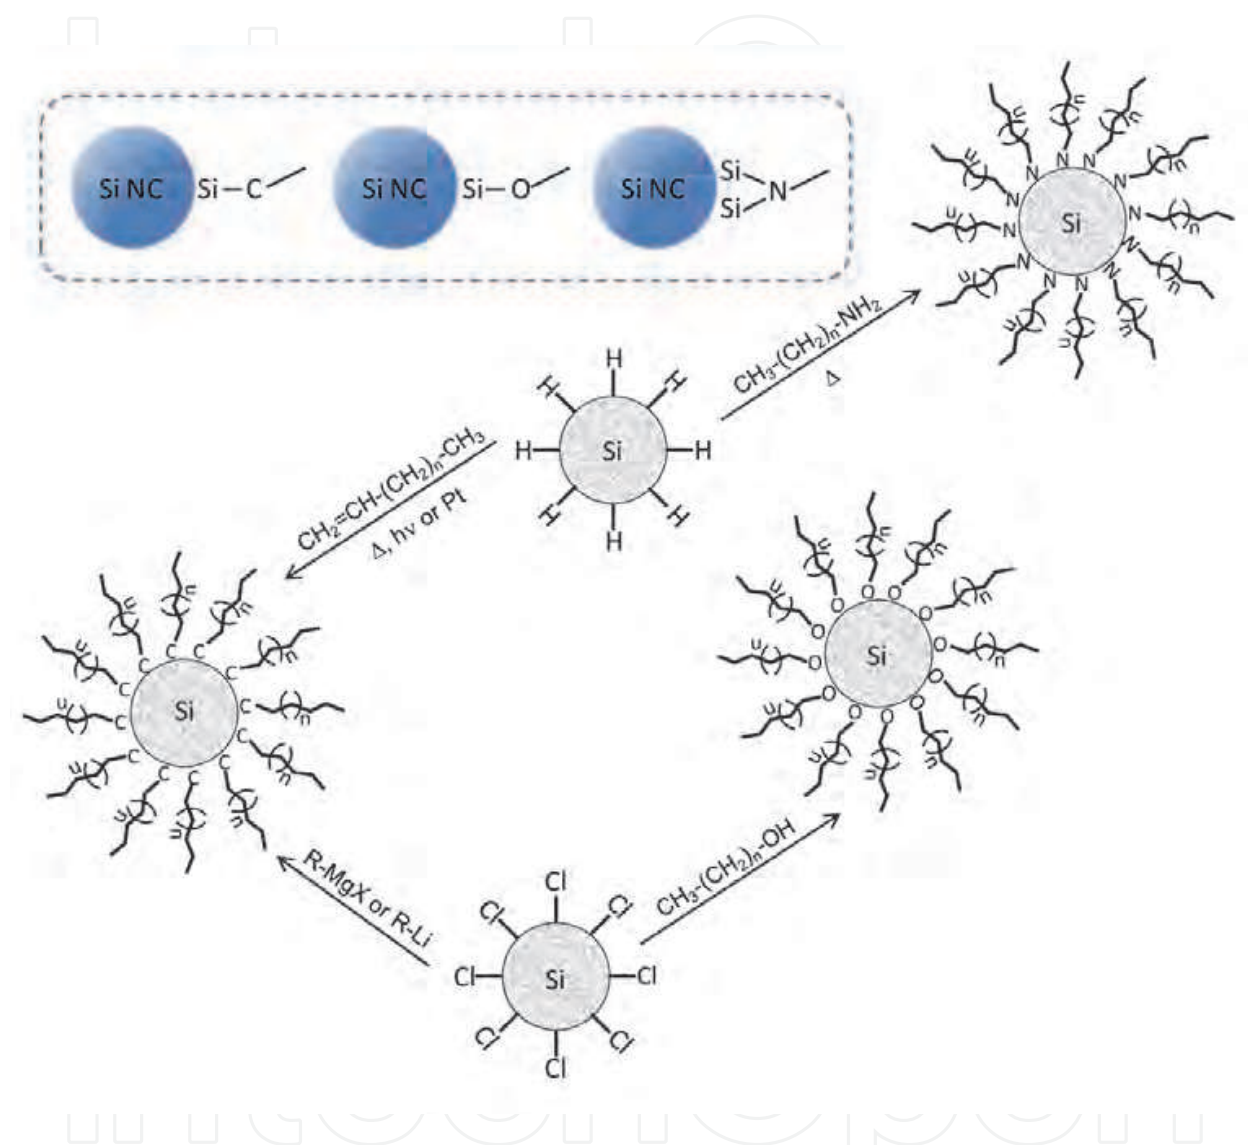 Si NC Si–C
Si NC Si–O
Si NC Si Si N
N N N N N N N N N N N N
n n n n n n n n n n n n
Si
CH₃-(CH₂)ₙ-NH₂
Δ
H H H H H H H H
Si
CH₂=CH-(CH₂)ₙ-CH₃
Δ, hν or Pt
C C C C C C C C C C C C
n n n n n n n n n n n n
Si
O O O O O O O O O O O O
n n n n n n n n n n n n
Si
R-MgX or R-Li
CH₃-(CH₂)ₙ-OH
Cl Cl Cl Cl Cl Cl Cl Cl
Si